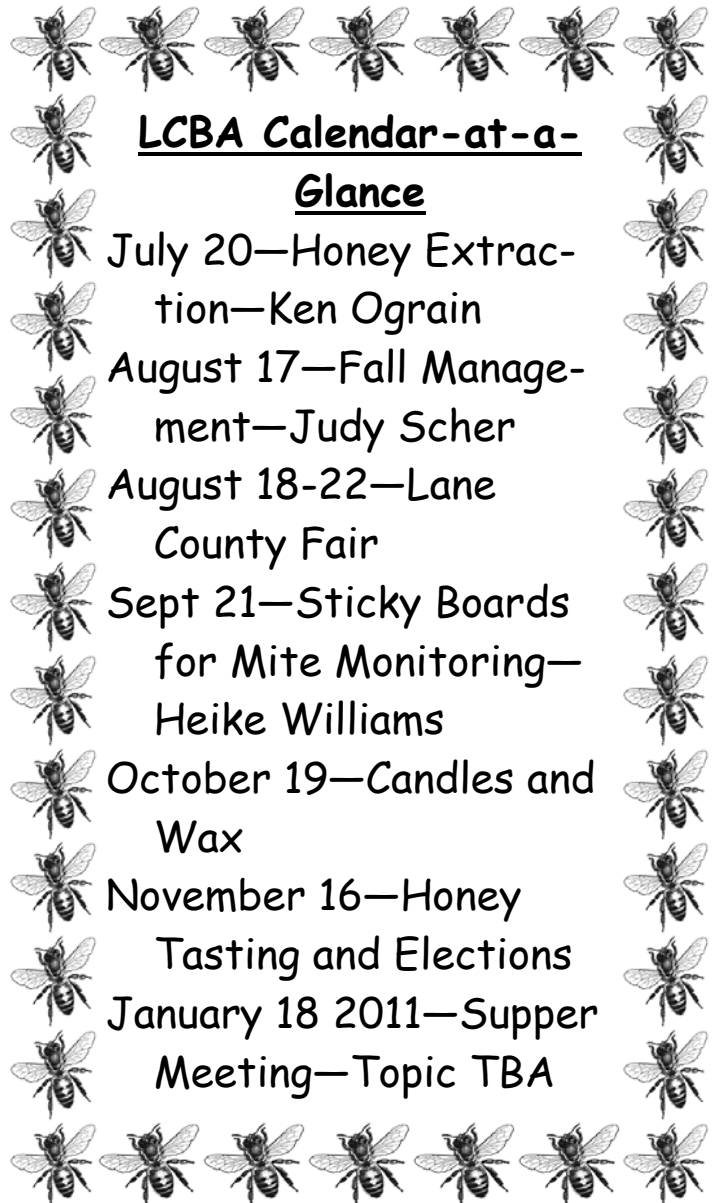 LCBA Calendar-at-a-
Glance
July 20—Honey Extrac-
tion—Ken Ograin
August 17—Fall Manage-
ment—Judy Scher
August 18-22—Lane
County Fair
Sept 21—Sticky Boards
for Mite Monitoring—
Heike Williams
October 19—Candles and
Wax
November 16—Honey
Tasting and Elections
January 18 2011—Supper
Meeting—Topic TBA